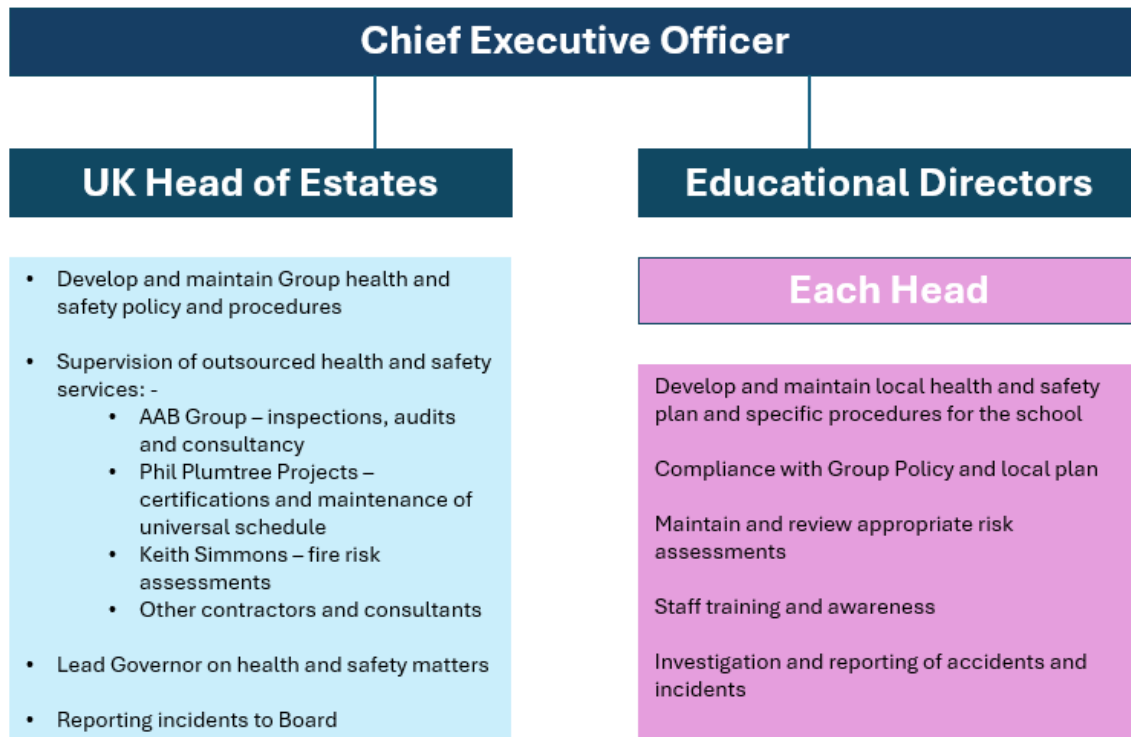 Chief Executive Officer
UK Head of Estates
• Develop and maintain Group health and
safety policy and procedures
• Supervision of outsourced health and safety
services: -
• AAB Group – inspections, audits
and consultancy
• Phil Plumtree Projects –
certifications and maintenance of
universal schedule
• Keith Simmons – fire risk
assessments
• Other contractors and consultants
• Lead Governor on health and safety matters
• Reporting incidents to Board
Educational Directors
Each Head
Develop and maintain local health and safety
plan and specific procedures for the school
Compliance with Group Policy and local plan
Maintain and review appropriate risk
assessments
Staff training and awareness
Investigation and reporting of accidents and
incidents